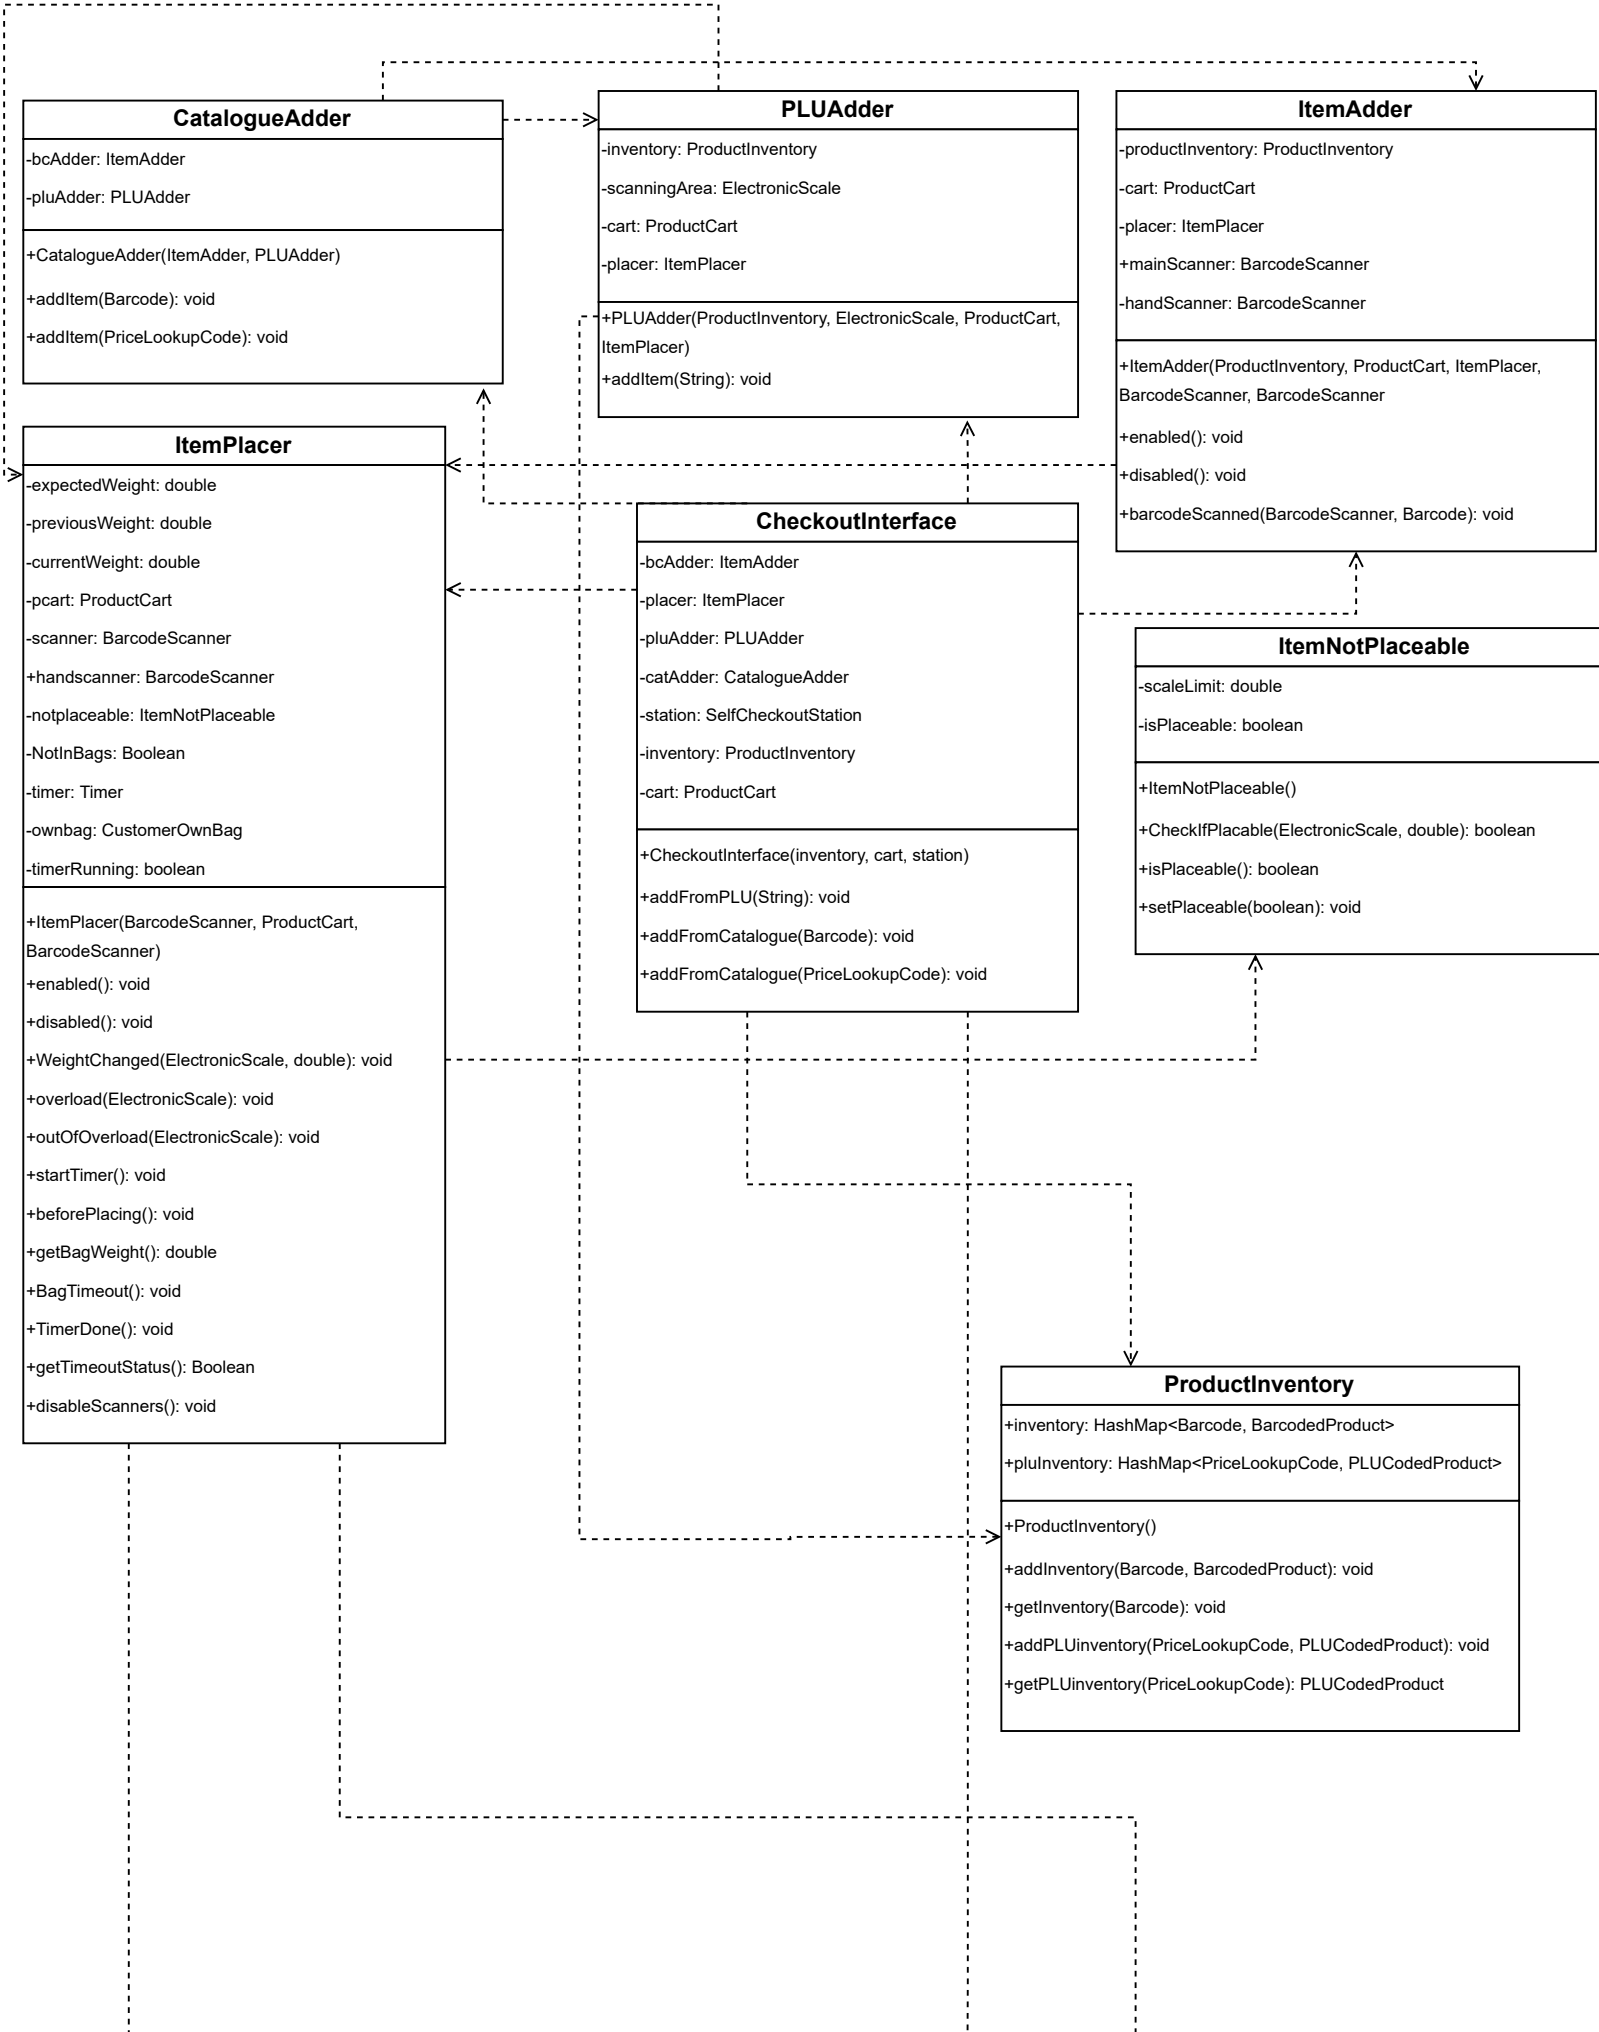 CatalogueAdder
-bcAdder: ItemAdder
-pluAdder: PLUAdder
+CatalogueAdder(ItemAdder, PLUAdder)
+addItem(Barcode): void
+addItem(PriceLookupCode): void
PLUAdder
-inventory: ProductInventory
-scanningArea: ElectronicScale
-cart: ProductCart
-placer: ItemPlacer
+PLUAdder(ProductInventory, ElectronicScale, ProductCart,
ItemPlacer)
+addItem(String): void
ItemAdder
-productInventory: ProductInventory
-cart: ProductCart
-placer: ItemPlacer
+mainScanner: BarcodeScanner
-handScanner: BarcodeScanner
+ItemAdder(ProductInventory, ProductCart, ItemPlacer,
BarcodeScanner, BarcodeScanner
+enabled(): void
+disabled(): void
+barcodeScanned(BarcodeScanner, Barcode): void
ItemPlacer
-expectedWeight: double
-previousWeight: double
-currentWeight: double
-pcart: ProductCart
-scanner: BarcodeScanner
+handscanner: BarcodeScanner
-notplaceable: ItemNotPlaceable
-NotInBags: Boolean
-timer: Timer
-ownbag: CustomerOwnBag
-timerRunning: boolean
+ItemPlacer(BarcodeScanner, ProductCart,
BarcodeScanner)
+enabled(): void
+disabled(): void
+WeightChanged(ElectronicScale, double): void
+overload(ElectronicScale): void
+outOfOverload(ElectronicScale): void
+startTimer(): void
+beforePlacing(): void
+getBagWeight(): double
+BagTimeout(): void
+TimerDone(): void
+getTimeoutStatus(): Boolean
+disableScanners(): void
CheckoutInterface
-bcAdder: ItemAdder
-placer: ItemPlacer
-pluAdder: PLUAdder
-catAdder: CatalogueAdder
-station: SelfCheckoutStation
-inventory: ProductInventory
-cart: ProductCart
+CheckoutInterface(inventory, cart, station)
+addFromPLU(String): void
+addFromCatalogue(Barcode): void
+addFromCatalogue(PriceLookupCode): void
ItemNotPlaceable
-scaleLimit: double
-isPlaceable: boolean
+ItemNotPlaceable()
+CheckIfPlacable(ElectronicScale, double): boolean
+isPlaceable(): boolean
+setPlaceable(boolean): void
ProductInventory
+inventory: HashMap<Barcode, BarcodedProduct>
+pluInventory: HashMap<PriceLookupCode, PLUCodedProduct>
+ProductInventory()
+addInventory(Barcode, BarcodedProduct): void
+getInventory(Barcode): void
+addPLUinventory(PriceLookupCode, PLUCodedProduct): void
+getPLUinventory(PriceLookupCode): PLUCodedProduct